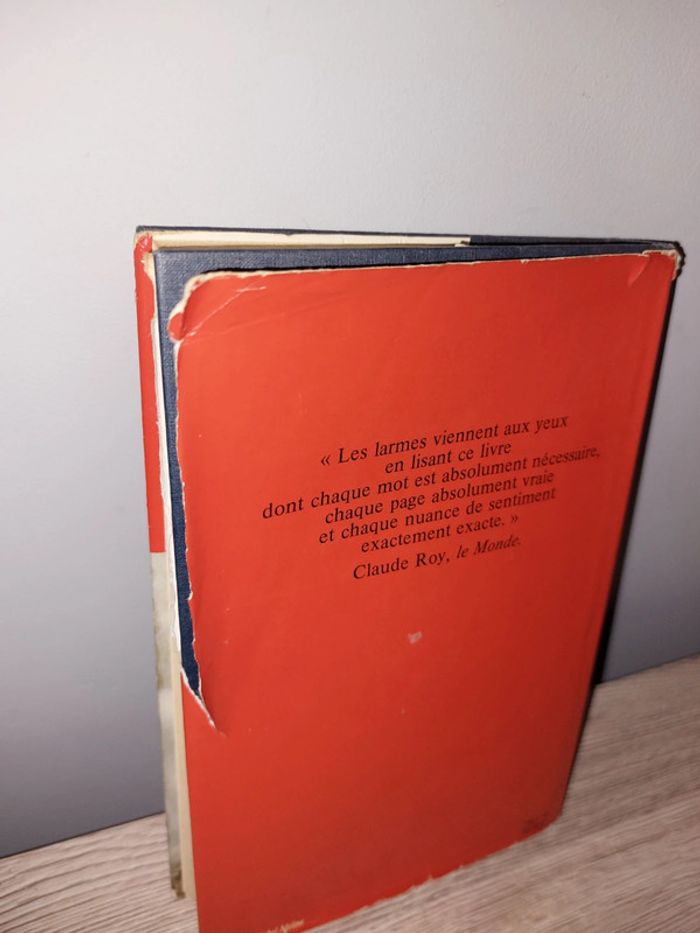 « Les larmes viennent aux yeux
en lisant ce livre
dont chaque mot est absolument nécessaire,
chaque page absolument vraie
et chaque nuance de sentiment
exactement exacte. »
Claude Roy, le Monde.